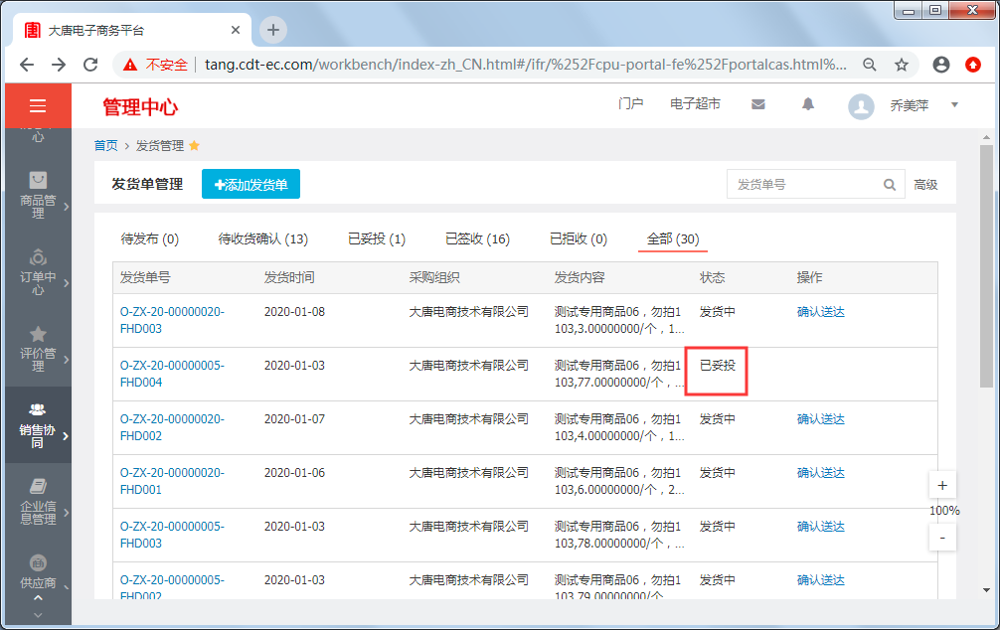 大唐电子商务平台
不安全 tang.cdt-ec.com/workbench/index-zh_CN.html#/ifr/%252Fcpu-portal-fe%252Fportalcas.html%...
管理中心
门户 电子超市 乔美萍
心
商品管
理
订单中
心
评价管
理
销售协
同
企业信
息管理
供应商
首页 > 发货管理
发货单管理 +添加发货单 发货单号 高级
待发布 (0) 待收货确认 (13) 已妥投 (1) 已签收 (16) 已拒收 (0) 全部 (30)
发货单号 发货时间 采购组织 发货内容 状态 操作
O-ZX-20-00000020- 2020-01-08 大唐电商技术有限公司 测试专用商品06，勿拍1 发货中 确认送达
FHD003 103,3.00000000/个，1...
O-ZX-20-00000005- 2020-01-03 大唐电商技术有限公司 测试专用商品06，勿拍1 已妥投
FHD004 103,77.00000000/个，...
O-ZX-20-00000020- 2020-01-07 大唐电商技术有限公司 测试专用商品06，勿拍1 发货中 确认送达
FHD002 103,4.00000000/个，1...
O-ZX-20-00000020- 2020-01-06 大唐电商技术有限公司 测试专用商品06，勿拍1 发货中 确认送达
FHD001 103,6.00000000/个，2...
O-ZX-20-00000005- 2020-01-03 大唐电商技术有限公司 测试专用商品06，勿拍1 发货中 确认送达
FHD003 103,78.00000000/个，...
O-ZX-20-00000005- 2020-01-03 大唐电商技术有限公司 测试专用商品06，勿拍1 发货中 确认送达
FHD002 103,79.00000000/个，...
+
100%
-